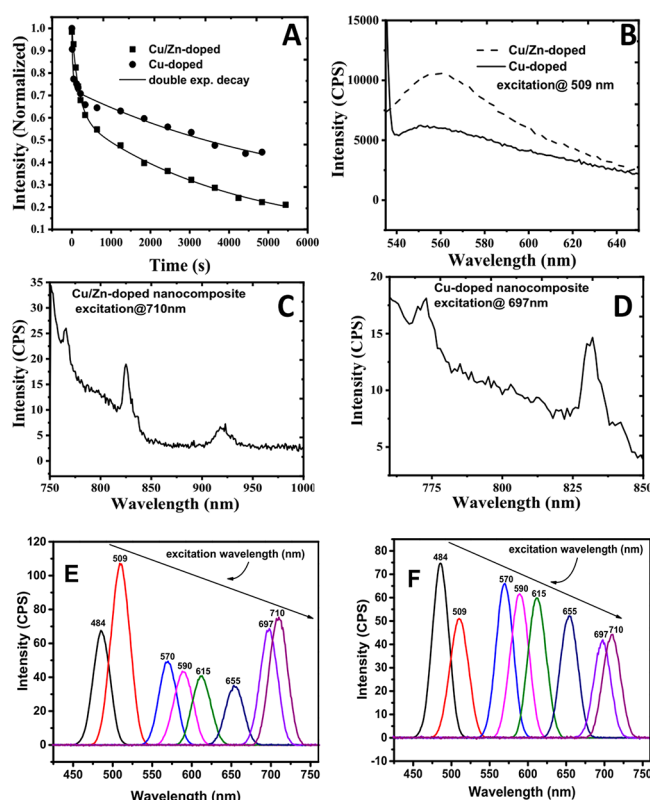 A
Cu/Zn-doped
Cu-doped
double exp. decay
Intensity (Normalized)
1.0
0.9
0.8
0.7
0.6
0.5
0.4
0.3
0.2
0.1
0 1000 2000 3000 4000 5000 6000
Time (s)
B
Cu/Zn-doped
Cu-doped
excitation@ 509 nm
Intensity (CPS)
15000
10000
5000
0
540 560 580 600 620 640
Wavelength (nm)
Cu/Zn-doped nanocomposite
excitation@710nm
C
Intensity (CPS)
35
30
25
20
15
10
5
0
750 800 850 900 950 1000
Wavelength (nm)
Cu-doped nanocomposite
excitation@ 697nm
D
Intensity (CPS)
20
15
10
5
775 800 825 850
Wavelength (nm)
E
excitation wavelength (nm)
484
509
570
590
615
655
697
710
Intensity (CPS)
120
100
80
60
40
20
0
450 500 550 600 650 700 750
Wavelength (nm)
F
excitation wavelength (nm)
484
509
570
590
615
655
697
710
Intensity (CPS)
80
70
60
50
40
30
20
10
0
-10
450 500 550 600 650 700 750
Wavelength (nm)